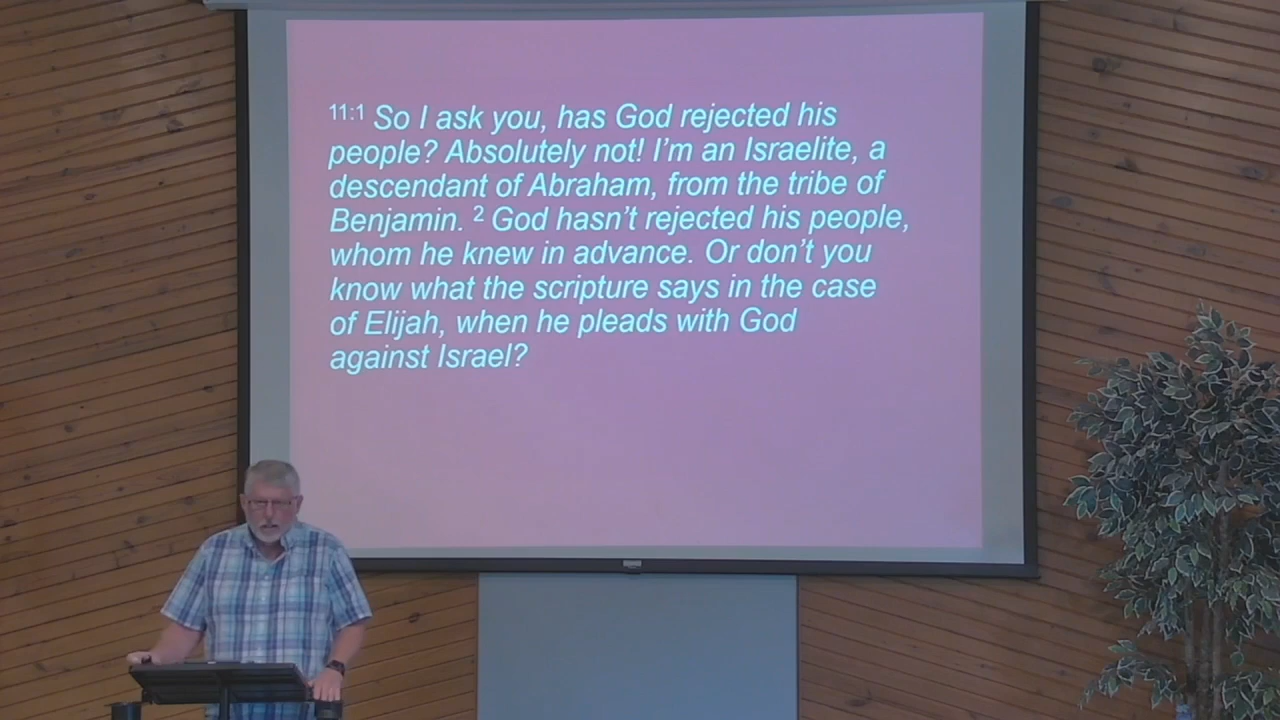 11:1 So I ask you, has God rejected his
people? Absolutely not! I'm an Israelite, a
descendant of Abraham, from the tribe of
Benjamin. 2 God hasn't rejected his people,
whom he knew in advance. Or don't you
know what the scripture says in the case
of Elijah, when he pleads with God
against Israel?